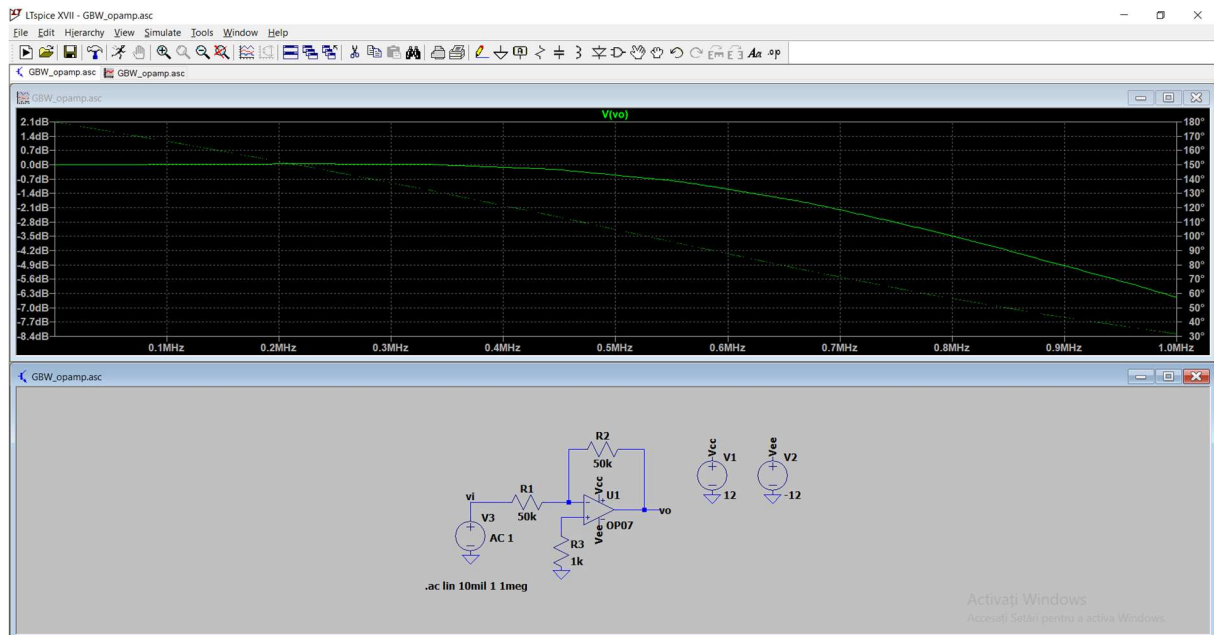 LTspice XVII - GBW_opamp.asc
File Edit Hierarchy View Simulate Tools Window Help
GBW_opamp.asc GBW_opamp.asc
GBW_opamp.asc
V(vo)
2.1dB 180°
1.4dB 170°
0.7dB 160°
0.0dB 150°
-0.7dB 140°
-1.4dB 130°
-2.1dB 120°
-2.8dB 110°
-3.5dB 100°
-4.2dB 90°
-4.9dB 80°
-5.6dB 70°
-6.3dB 60°
-7.0dB 50°
-7.7dB 40°
-8.4dB 30°
0.1MHz 0.2MHz 0.3MHz 0.4MHz 0.5MHz 0.6MHz 0.7MHz 0.8MHz 0.9MHz 1.0MHz
GBW_opamp.asc
R2
50k
Vcc
V1
12
Vee
V2
-12
vi
R1
50k
Vcc
U1
vo
V3
AC 1
Vee
OP07
R3
1k
.ac lin 10mil 1 1meg
Activați Windows
Accesați Setări pentru a activa Windows.